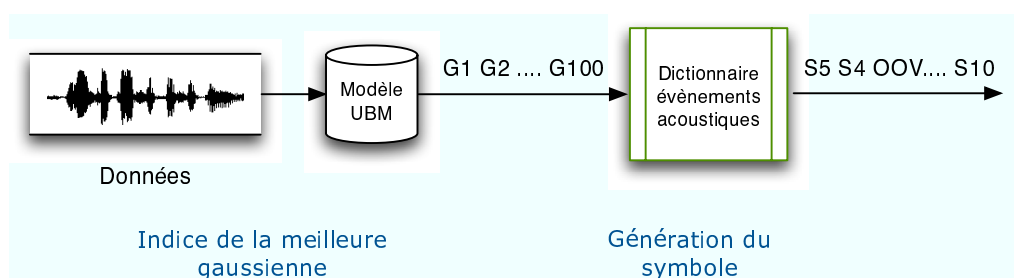 Modèle
UBM
G1 G2 .... G100
Dictionnaire
évènements
acoustiques
S5 S4 OOV.... S10
Données
Indice de la meilleure
gaussienne
Génération du
symbole